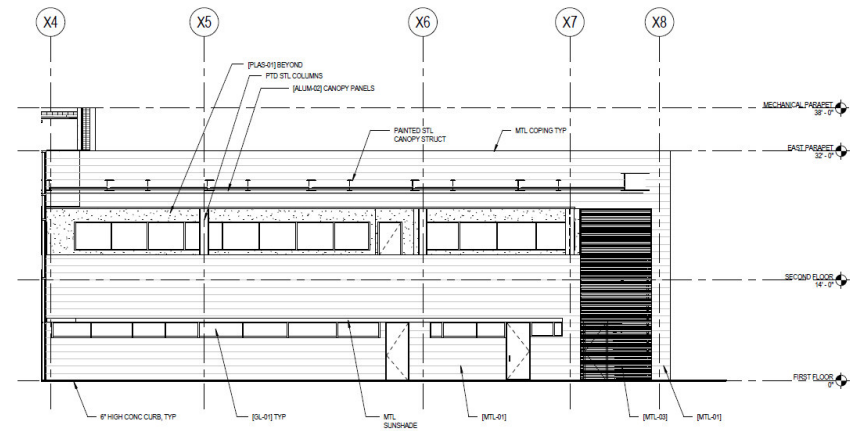 X4
X5
X6
X7
X8
[PLAS-01] BEYOND
PTD STL COLUMNS
[ALUM-02] CANOPY PANELS
MECHANICAL PARAPET
38' - 0"
PAINTED STL
CANOPY STRUCT
MTL COPING TYP
EAST PARAPET
32' - 0"
SECOND FLOOR
14' - 0"
FIRST FLOOR
0"
6" HIGH CONC CURB, TYP
[GL-01] TYP
MTL
SUNSHADE
[MTL-01]
[MTL-03]
[MTL-01]